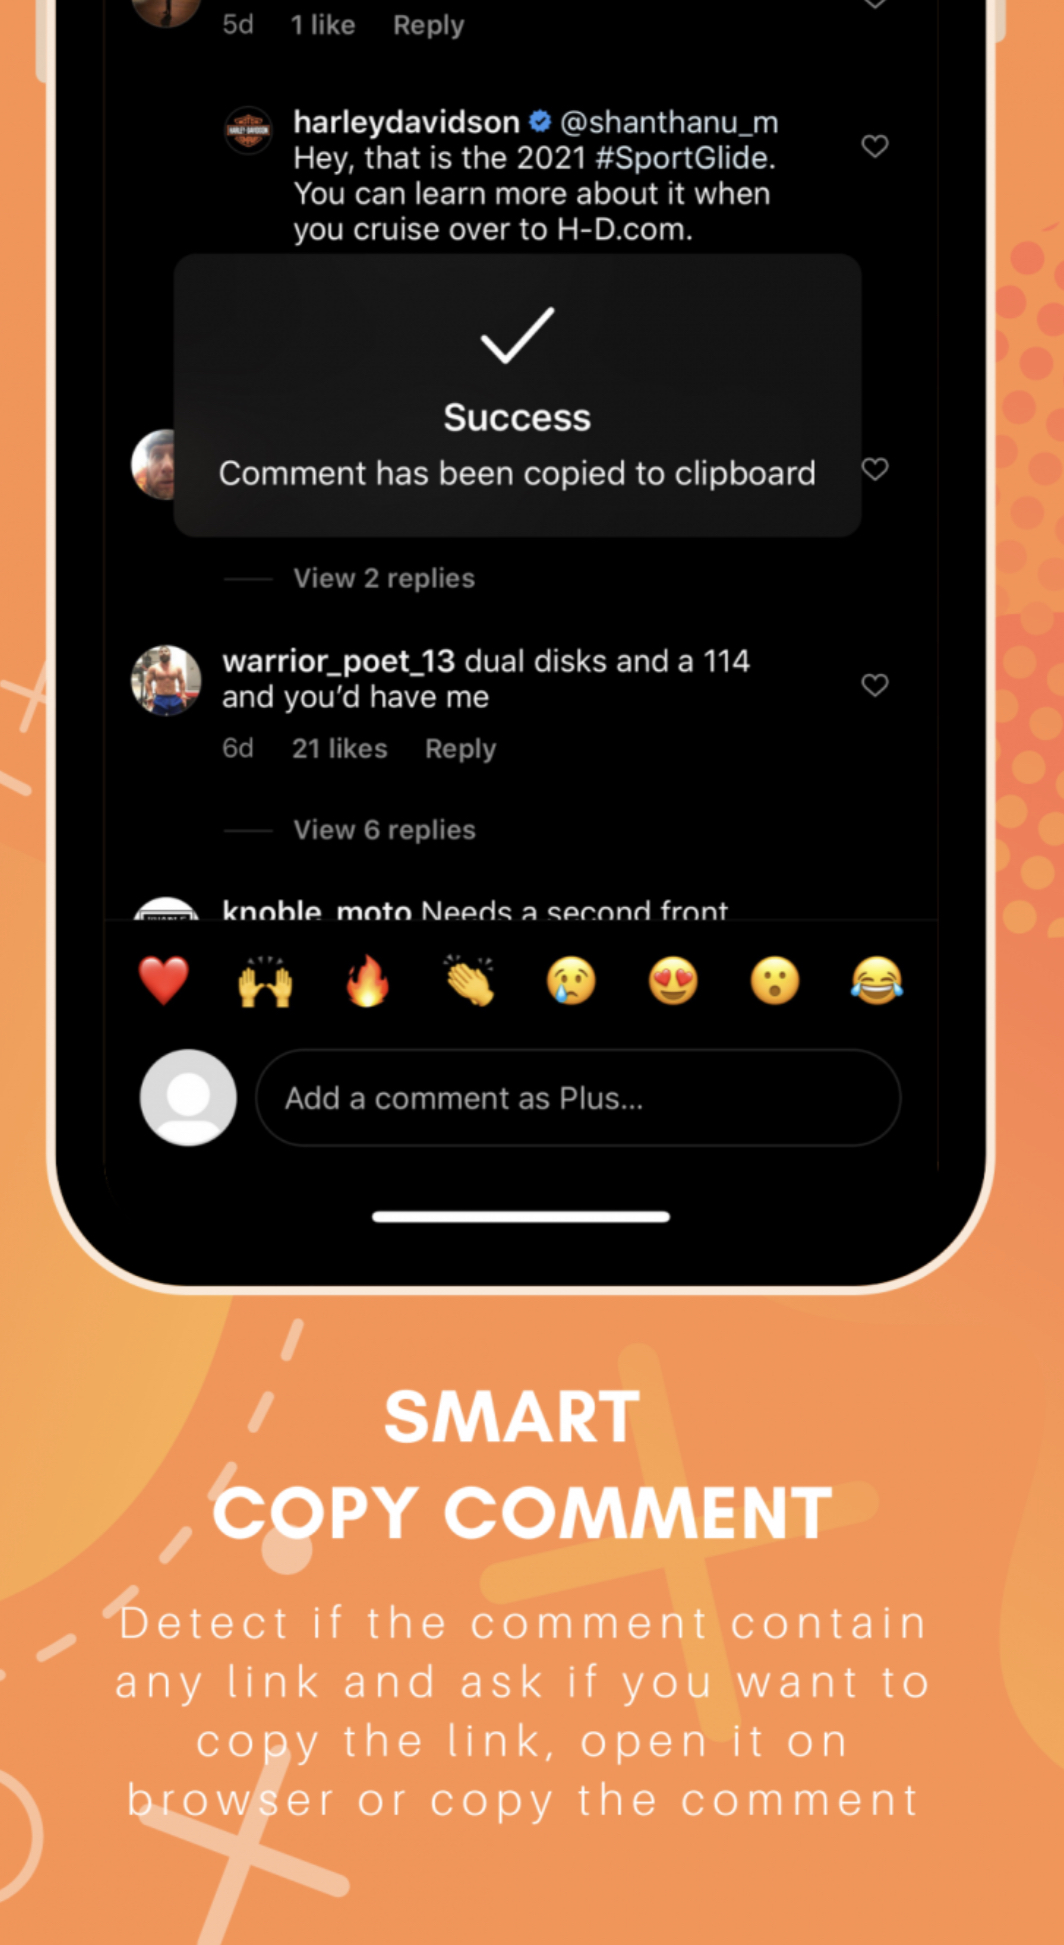 5d 1 like Reply
harleydavidson @shanthanu_m
Hey, that is the 2021 #SportGlide.
You can learn more about it when
you cruise over to H-D.com.
HARLEY-DAVIDSON
Success
Comment has been copied to clipboard
View 2 replies
warrior_poet_13 dual disks and a 114
and you’d have me
6d 21 likes Reply
View 6 replies
knoble_moto Needs a second front
Add a comment as Plus...
SMART
COPY COMMENT
Detect if the comment contain
any link and ask if you want to
copy the link, open it on
browser or copy the comment